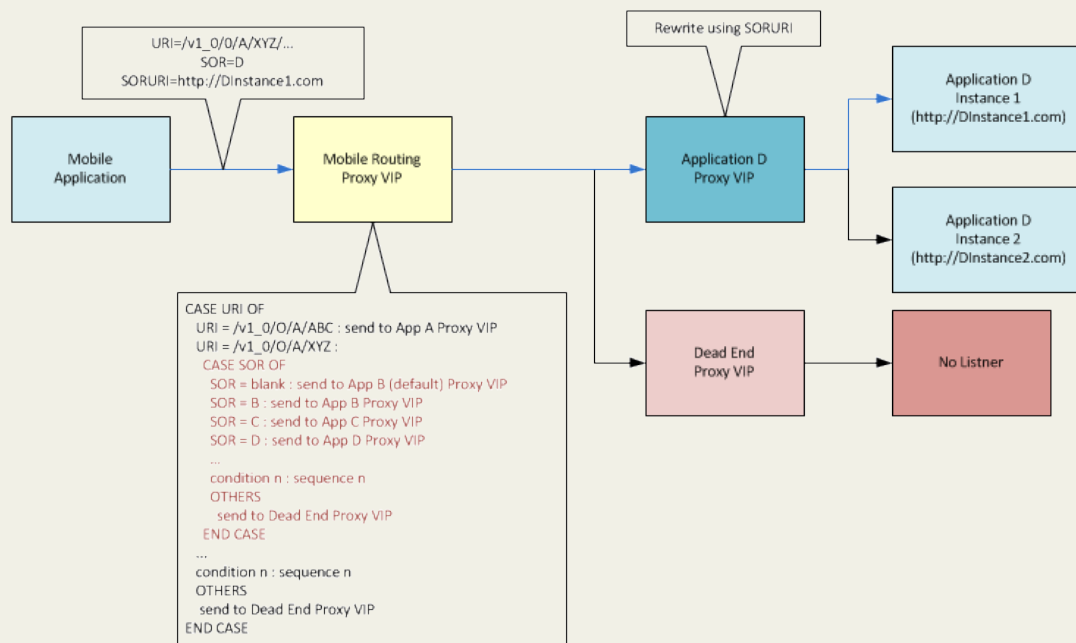 URI=/v1_0/0/A/XYZ/...
SOR=D
SORURI=http://DInstance1.com
Rewrite using SORURI
Mobile
Application
Mobile Routing
Proxy VIP
Application D
Proxy VIP
Application D
Instance 1
(http://DInstance1.com)
Application D
Instance 2
(http://DInstance2.com)
Dead End
Proxy VIP
No Listner
CASE URI OF
URI = /v1_0/O/A/ABC : send to App A Proxy VIP
URI = /v1_0/O/A/XYZ :
CASE SOR OF
SOR = blank : send to App B (default) Proxy VIP
SOR = B : send to App B Proxy VIP
SOR = C : send to App C Proxy VIP
SOR = D : send to App D Proxy VIP
...
condition n : sequence n
OTHERS
send to Dead End Proxy VIP
END CASE
...
condition n : sequence n
OTHERS
send to Dead End Proxy VIP
END CASE